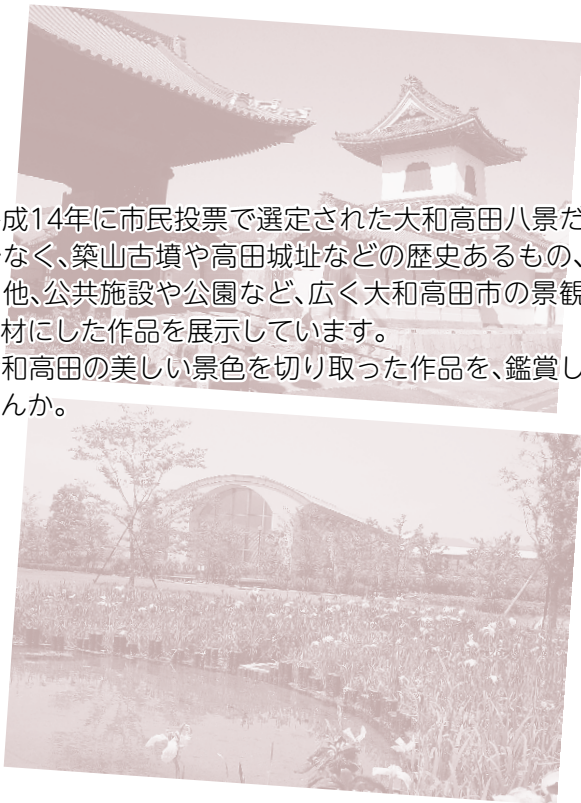 成14年に市民投票で選定された大和高田八景だ
なく、築山古墳や高田城址などの歴史あるもの、
他、公共施設や公園など、広く大和高田市の景観
材にした作品を展示しています。
和高田の美しい景色を切り取った作品を、鑑賞し
んか。